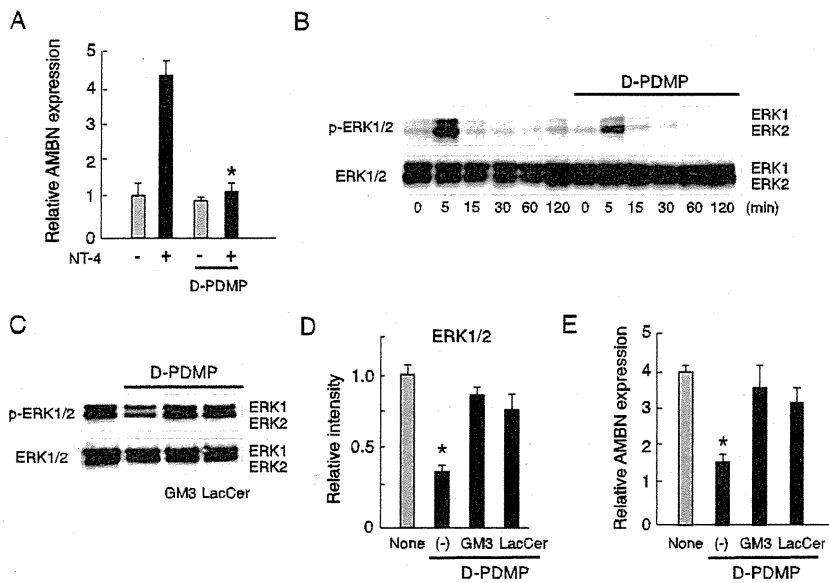 A
Relative AMBN expression
5
4
3
2
1
0
NT-4 - + - +
*
D-PDMP
B
D-PDMP
p-ERK1/2
ERK1
ERK2
ERK1/2
ERK1
ERK2
0 5 15 30 60 120 0 5 15 30 60 120 (min)
C
D-PDMP
p-ERK1/2
ERK1
ERK2
ERK1/2
ERK1
ERK2
GM3 LacCer
D
ERK1/2
Relative intensity
1.0
0.5
1.0
*
None (-) GM3 LacCer
D-PDMP
E
Relative AMBN expression
5
4
3
2
1
0
*
None (-) GM3 LacCer
D-PDMP